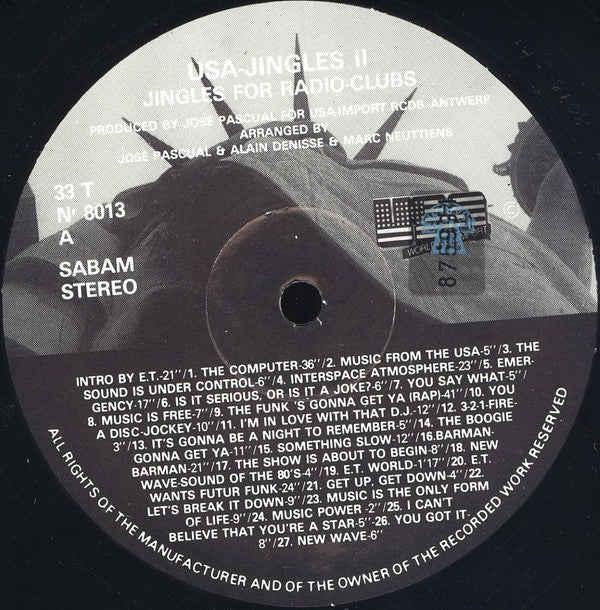 USA-JINGLES II
JINGLES FOR RADIO-CLUBS
PRODUCED BY JOSÉ PASCUAL FOR USA-IMPORT RCDS. ANTWERP
ARRANGED BY
JOSÉ PASCUAL & ALAIN DENISSE & MARC NEUTTIENS
33 T
Nr 8013
A
SABAM
STEREO
©
87
INTRO BY E.T.-21''/1. THE COMPUTER-36''/2. MUSIC FROM THE USA-5''/3. THE
SOUND IS UNDER CONTROL-6''/4. INTERSPACE ATMOSPHERE-23''/5. EMER-
GENCY-17''/6. IS IT SERIOUS, OR IS IT A JOKE?-6''/7. YOU SAY WHAT-5''/
8. MUSIC IS FREE-7''/9. THE FUNK 'S GONNA GET YA (RAP)-41''/10. YOU
A DISC-JOCKEY-10''/11. I'M IN LOVE WITH THAT D.J.-12''/12. 3-2-1-FIRE-
3''/13. IT'S GONNA BE A NIGHT TO REMEMBER-5''/14. THE BOOGIE
GONNA GET YA-11''/15. SOMETHING SLOW-12''/16.BARMAN-
BARMAN-21''/17. THE SHOW IS ABOUT TO BEGIN-8''/18. NEW
WAVE-SOUND OF THE 80'S-4''/19. E.T. WORLD-1'17''/20. E.T.
WANTS FUTUR FUNK-24''/21. GET UP, GET DOWN-4''/22.
LET'S BREAK IT DOWN-9''/23. MUSIC IS THE ONLY FORM
OF LIFE-9''/24. MUSIC POWER -2''/25. I CAN'T
BELIEVE THAT YOU'RE A STAR-5''-26. YOU GOT IT-
8''/27. NEW WAVE-6''
ALL RIGHTS OF THE MANUFACTURER AND OF THE OWNER OF THE RECORDED WORK RESERVED